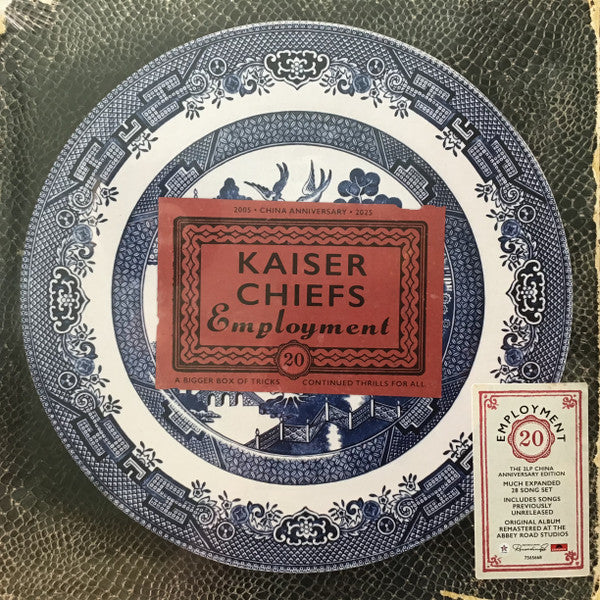 2005 • CHINA ANNIVERSARY • 2025
KAISER
CHIEFS
Employment
20
A BIGGER BOX OF TRICKS
CONTINUED THRILLS FOR ALL.
EMPLOYMENT
20
THE 2LP CHINA
ANNIVERSARY EDITION
MUCH EXPANDED
28 SONG SET
INCLUDES SONGS
PREVIOUSLY
UNRELEASED
ORIGINAL ALBUM
REMASTERED AT THE
ABBEY ROAD STUDIOS